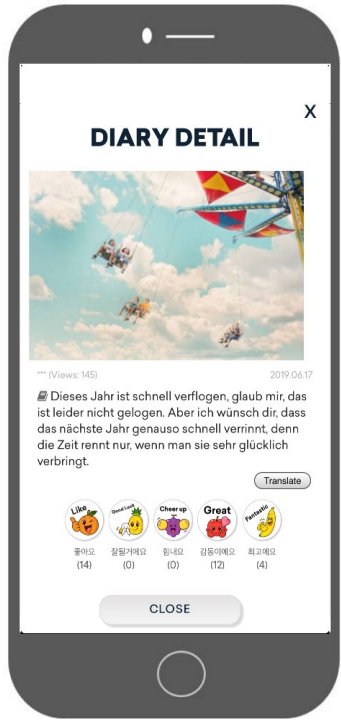 X
DIARY DETAIL
*** (Views: 145) 2019.06.17
Dieses Jahr ist schnell verflogen, glaub mir, das
ist leider nicht gelogen. Aber ich wünsch dir, dass
das nächste Jahr genauso schnell verrinnt, denn
die Zeit rennt nur, wenn man sie sehr glücklich
verbringt.
Translate
Like Good Luck Cheer up Great Fantastic
좋아요 잘될거에요 힘내요 감동이에요 최고에요
(14) (0) (0) (12) (4)
CLOSE